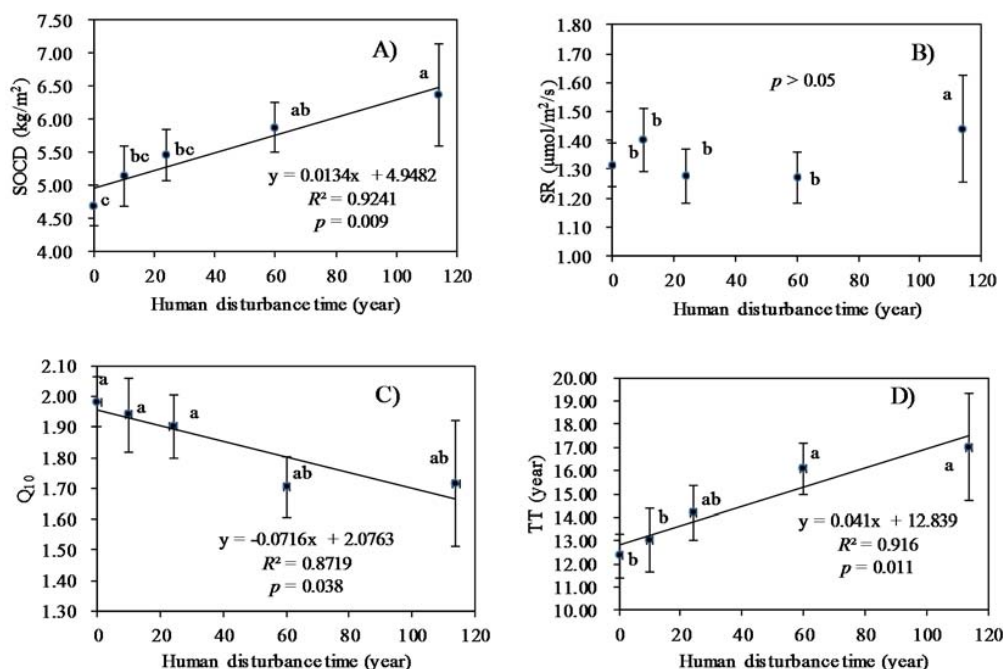 A)
SOCD (kg/m²)
7.50
7.00
6.50
6.00
5.50
5.00
4.50
4.00
c
bc
bc
ab
a
y = 0.0134x + 4.9482
R² = 0.9241
p = 0.009
0 20 40 60 80 100 120
Human disturbance time (year)
B)
SR (μmol/m²/s)
1.80
1.70
1.60
1.50
1.40
1.30
1.20
1.10
1.00
p > 0.05
b
b
b
b
a
0 20 40 60 80 100 120
Human disturbance time (year)
C)
Q10
2.10
2.00
1.90
1.80
1.70
1.60
1.50
1.40
1.30
a
a
a
ab
ab
y = -0.0716x + 2.0763
R² = 0.8719
p = 0.038
0 20 40 60 80 100 120
Human disturbance time (year)
D)
TT (year)
20.00
19.00
18.00
17.00
16.00
15.00
14.00
13.00
12.00
11.00
10.00
b
b
ab
a
a
y = 0.041x + 12.839
R² = 0.916
p = 0.011
0 20 40 60 80 100 120
Human disturbance time (year)